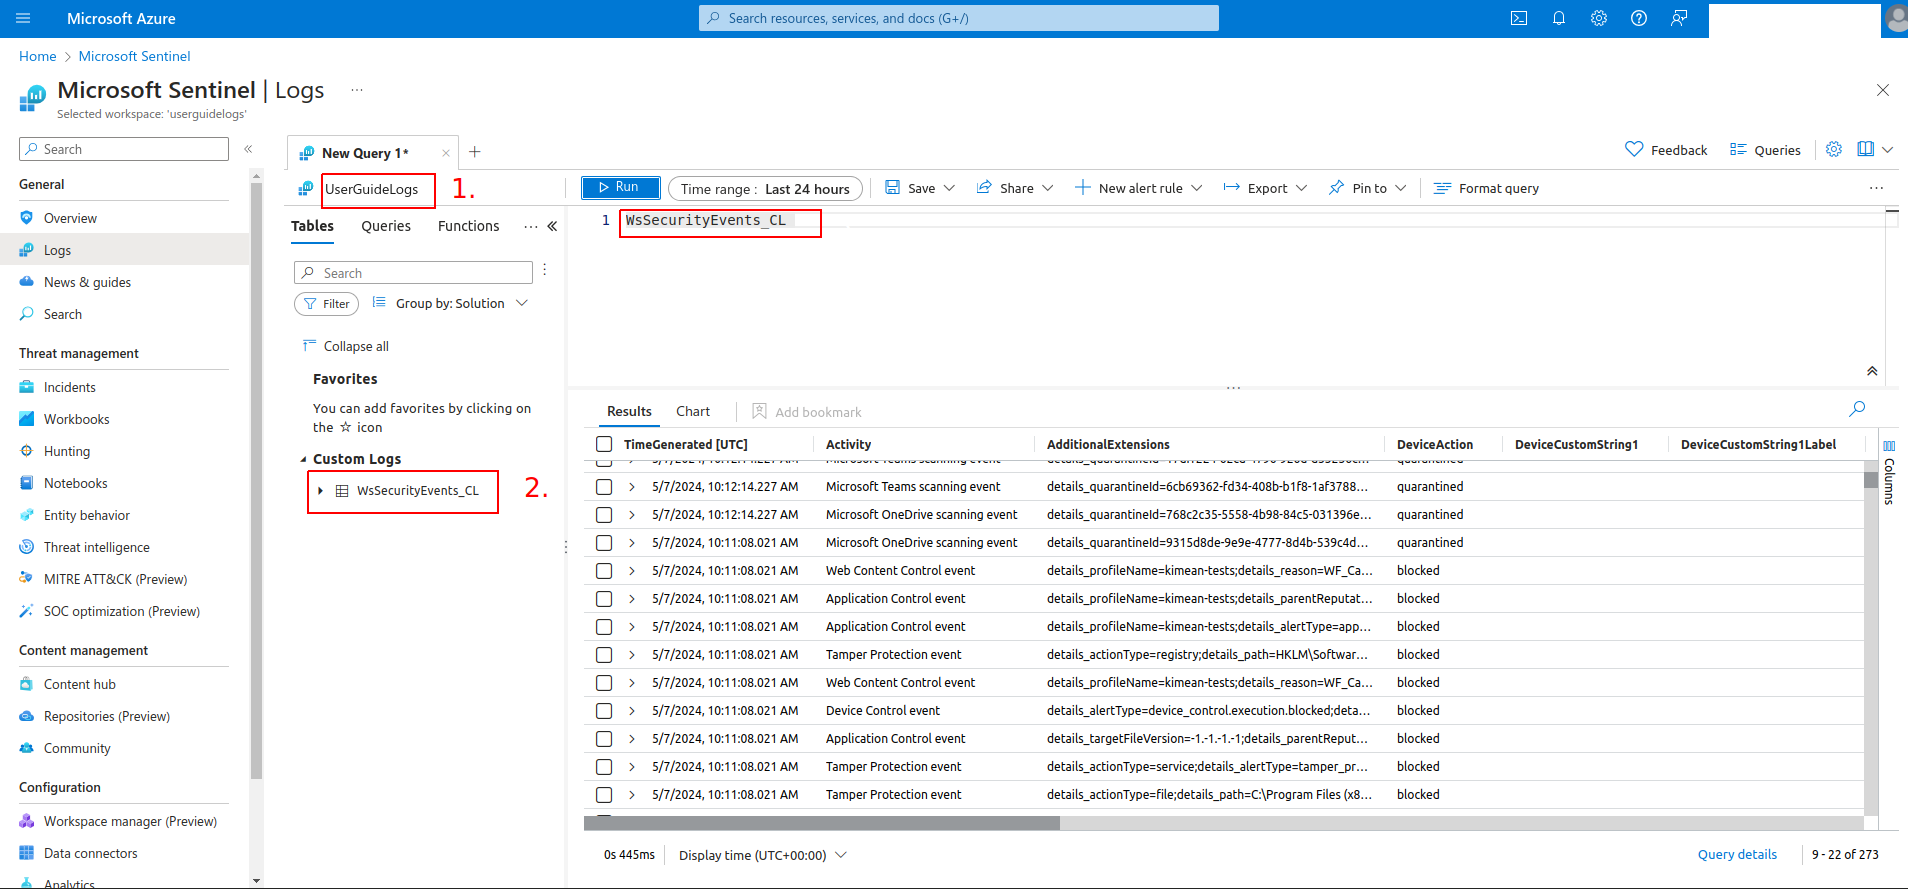 Microsoft Azure
Search resources, services, and docs (G+/)
Home > Microsoft Sentinel
Microsoft Sentinel | Logs ...
Selected workspace: 'userguidelogs'
Search «
General
Overview
Logs
News & guides
Search
Threat management
Incidents
Workbooks
Hunting
Notebooks
Entity behavior
Threat intelligence
MITRE ATT&CK (Preview)
SOC optimization (Preview)
Content management
Content hub
Repositories (Preview)
Community
Configuration
Workspace manager (Preview)
Data connectors
Analytics
New Query 1* × +
Feedback Queries
UserGuideLogs 1.
Run Time range : Last 24 hours Save Share New alert rule Export Pin to Format query ...
Tables Queries Functions ... «
Search
Filter Group by: Solution
Collapse all
Favorites
You can add favorites by clicking on
the ☆ icon
Custom Logs
WsSecurityEvents_CL 2.
1 WsSecurityEvents_CL
Results Chart Add bookmark
TimeGenerated [UTC] Activity AdditionalExtensions DeviceAction DeviceCustomString1 DeviceCustomString1Label
5/7/2024, 10:12:14.227 AM Microsoft Teams scanning event quarantined
5/7/2024, 10:12:14.227 AM Microsoft Teams scanning event details_quarantineId=6cb69362-fd34-408b-b1f8-1af3788... quarantined
5/7/2024, 10:12:14.227 AM Microsoft OneDrive scanning event details_quarantineId=768c2c35-5558-4b98-84c5-031396e... quarantined
5/7/2024, 10:11:08.021 AM Microsoft OneDrive scanning event details_quarantineId=9315d8de-9e9e-4777-8d4b-539c4d... quarantined
5/7/2024, 10:11:08.021 AM Web Content Control event details_profileName=kimean-tests;details_reason=WF_Ca... blocked
5/7/2024, 10:11:08.021 AM Application Control event details_profileName=kimean-tests;details_parentReputat... blocked
5/7/2024, 10:11:08.021 AM Application Control event details_profileName=kimean-tests;details_alertType=app... blocked
5/7/2024, 10:11:08.021 AM Tamper Protection event details_actionType=registry;details_path=HKLM\Softwar... blocked
5/7/2024, 10:11:08.021 AM Web Content Control event details_profileName=kimean-tests;details_reason=WF_Ca... blocked
5/7/2024, 10:11:08.021 AM Device Control event details_alertType=device_control.execution.blocked;deta... blocked
5/7/2024, 10:11:08.021 AM Application Control event details_targetFileVersion=-1.-1.-1.-1;details_parentReput... blocked
5/7/2024, 10:11:08.021 AM Tamper Protection event details_actionType=service;details_alertType=tamper_pr... blocked
5/7/2024, 10:11:08.021 AM Tamper Protection event details_actionType=file;details_path=C:\Program Files (x8... blocked
Columns
0s 445ms Display time (UTC+00:00) Query details 9 - 22 of 273